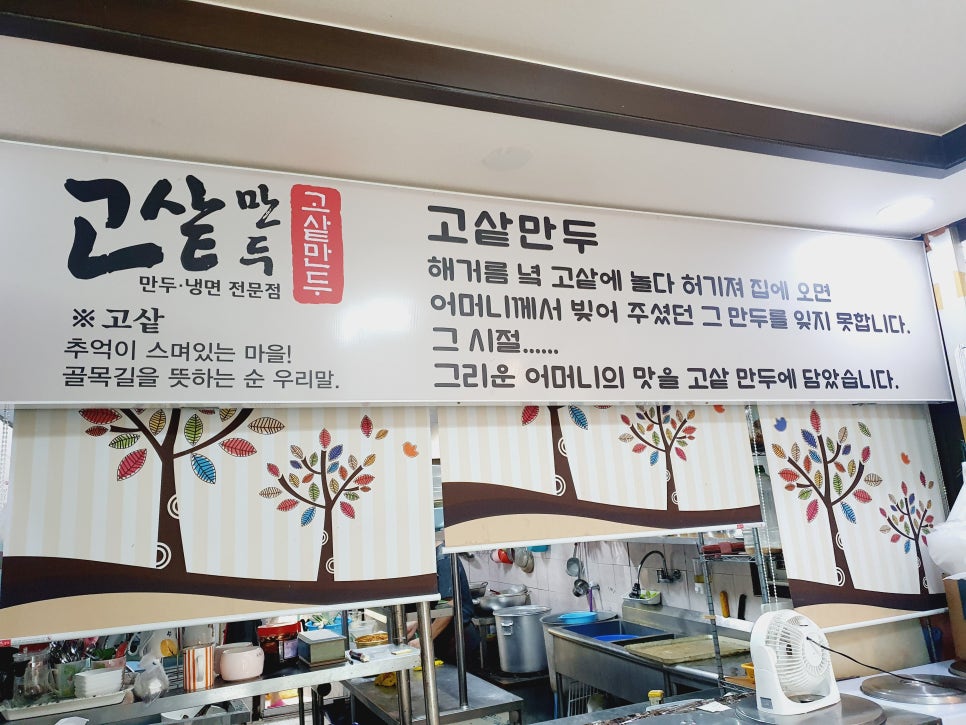 고샅만두
고샅만두
만두·냉면 전문점
※ 고샅
추억이 스며있는 마을!
골목길을 뜻하는 순 우리말.
고샅만두
해거름 녘 고샅에 놀다 허기져 집에 오면
어머니께서 빚어 주셨던 그 만두를 잊지 못합니다.
그 시절......
그리운 어머니의 맛을 고샅 만두에 담았습니다.